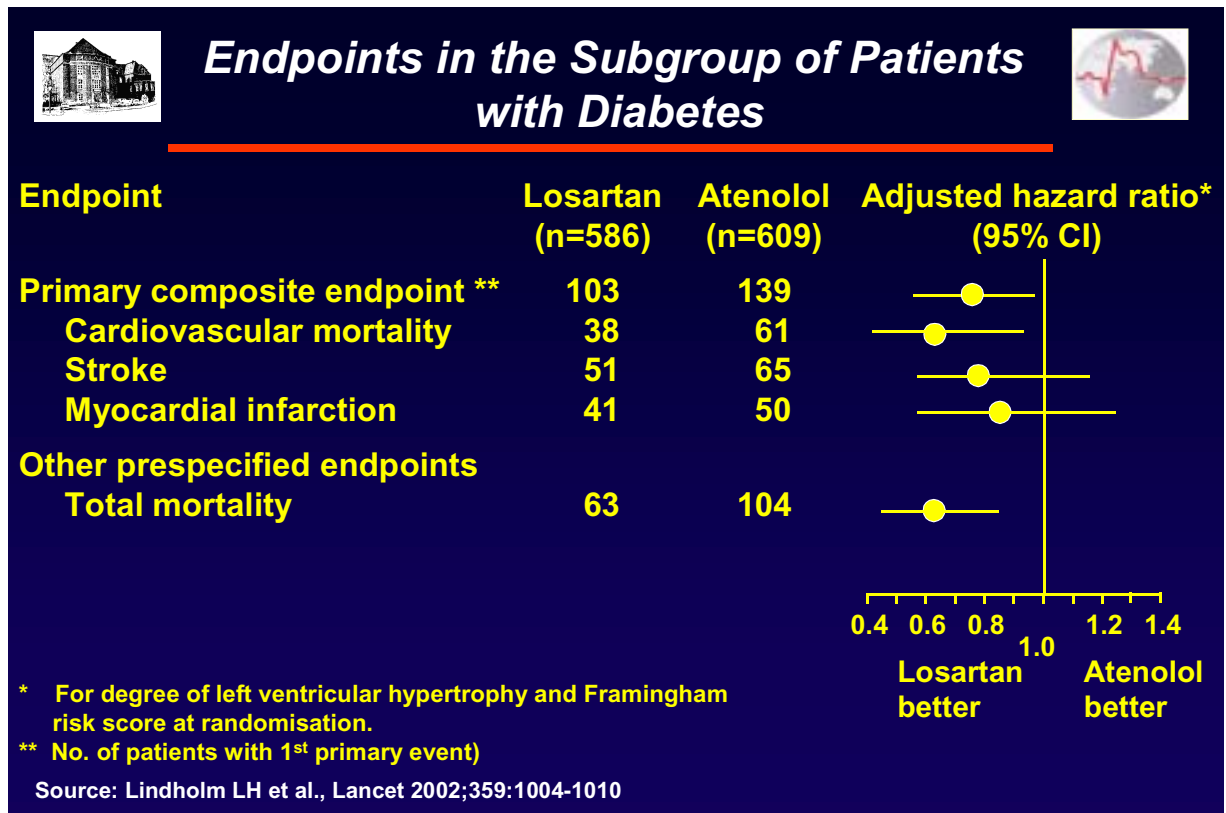 Endpoints in the Subgroup of Patients
with Diabetes
Endpoint Losartan Atenolol Adjusted hazard ratio*
(n=586) (n=609) (95% CI)
Primary composite endpoint ** 103 139
Cardiovascular mortality 38 61
Stroke 51 65
Myocardial infarction 41 50
Other prespecified endpoints
Total mortality 63 104
0.4 0.6 0.8 1.0 1.2 1.4
Losartan Atenolol
better better
* For degree of left ventricular hypertrophy and Framingham
risk score at randomisation.
** No. of patients with 1st primary event)
Source: Lindholm LH et al., Lancet 2002;359:1004-1010